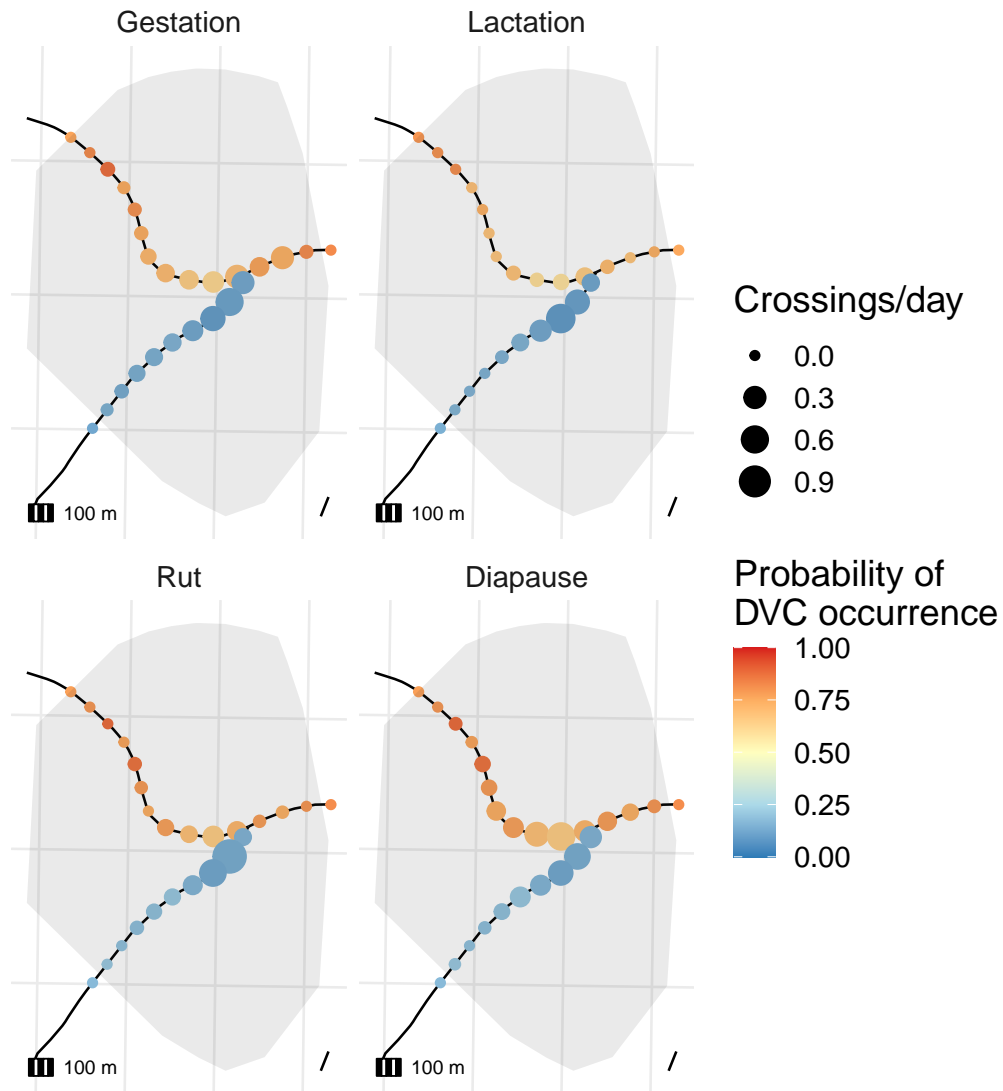 Gestation
Lactation
100 m
100 m
Rut
Diapause
100 m
100 m
Crossings/day
0.0
0.3
0.6
0.9
Probability of
DVC occurrence
1.00
0.75
0.50
0.25
0.00